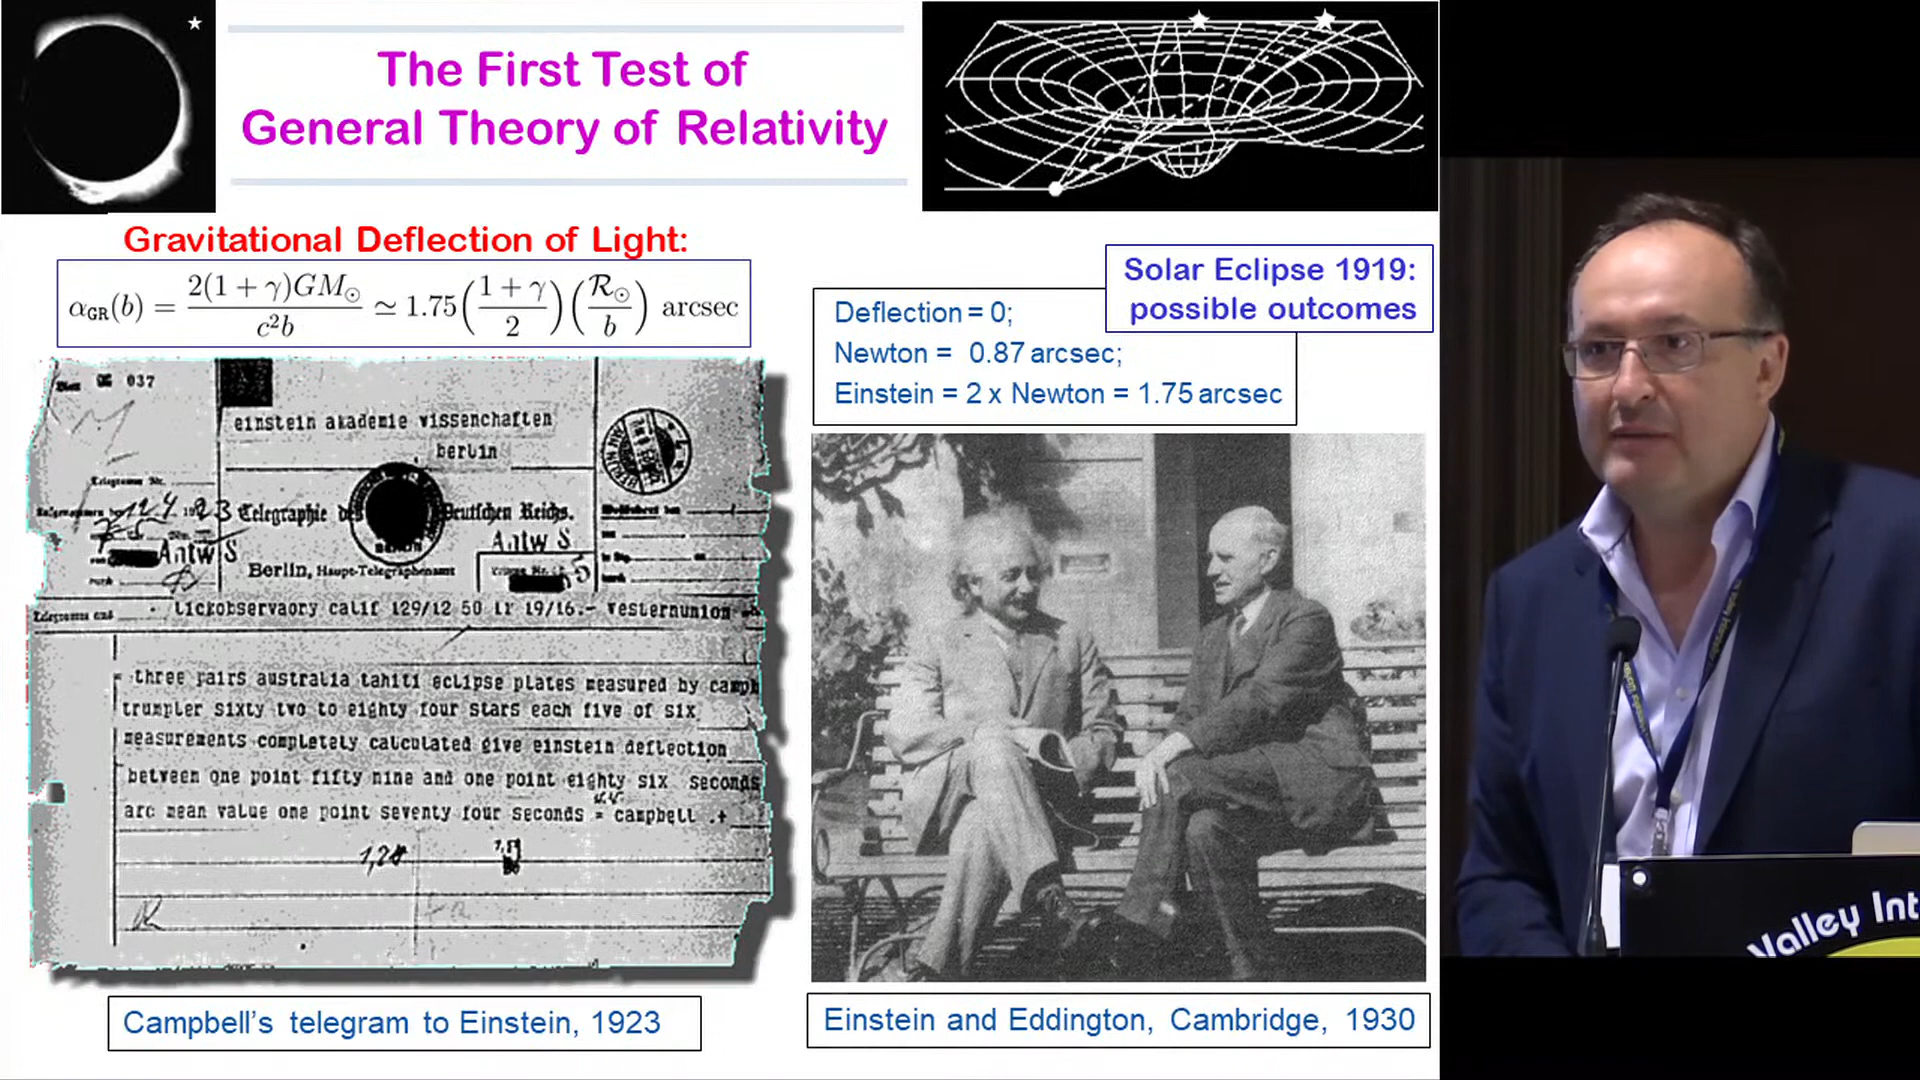 The First Test of
General Theory of Relativity
Gravitational Deflection of Light:
α_GR(b) = 2(1 + γ)GM_⊙ / c²b ≃ 1.75 ((1 + γ) / 2) (R_⊙ / b) arcsec
Solar Eclipse 1919:
possible outcomes
Deflection = 0;
Newton = 0.87 arcsec;
Einstein = 2 x Newton = 1.75 arcsec
037
einstein akademie wissenchaften
berlin
Telegraphie des Deutschen Reichs.
Antw S
Antw S
Berlin, Haupt-Telegraphenamt
lickobservaory calif 129/12 50 lr 19/16.- westernunion
three pairs australia tahiti eclipse plates measured by campb
trumpler sixty two to eighty four stars each five of six
measurements completely calculated give einstein deflection
between one point fifty nine and one point eighty six seconds
arc mean value one point seventy four seconds = campbell .+
Campbell's telegram to Einstein, 1923
Einstein and Eddington, Cambridge, 1930
Valley Int